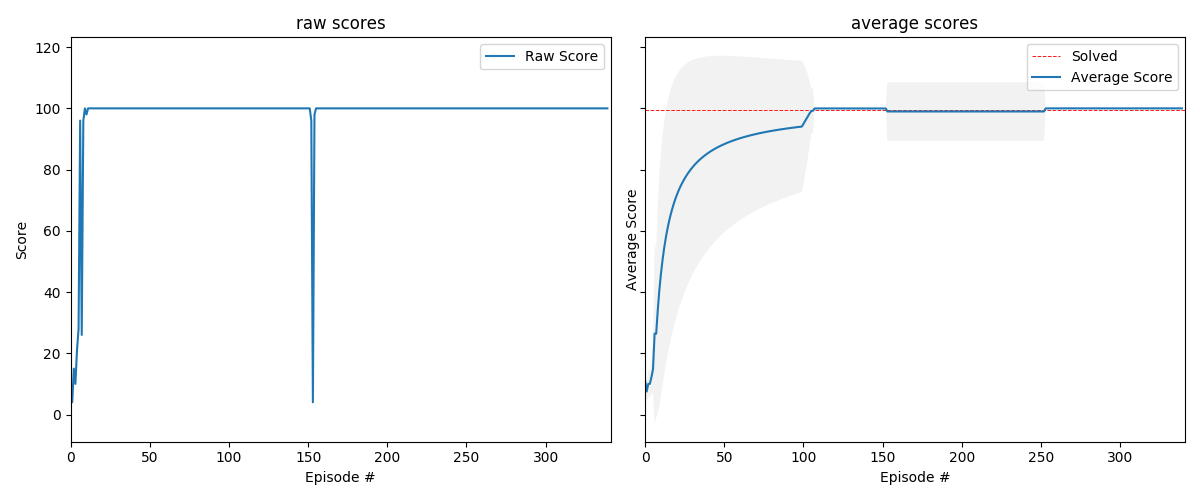 raw scores
average scores
120
100
80
60
40
20
0
Score
Raw Score
Average Score
Solved
Average Score
0 50 100 150 200 250 300
0 50 100 150 200 250 300
Episode #
Episode #